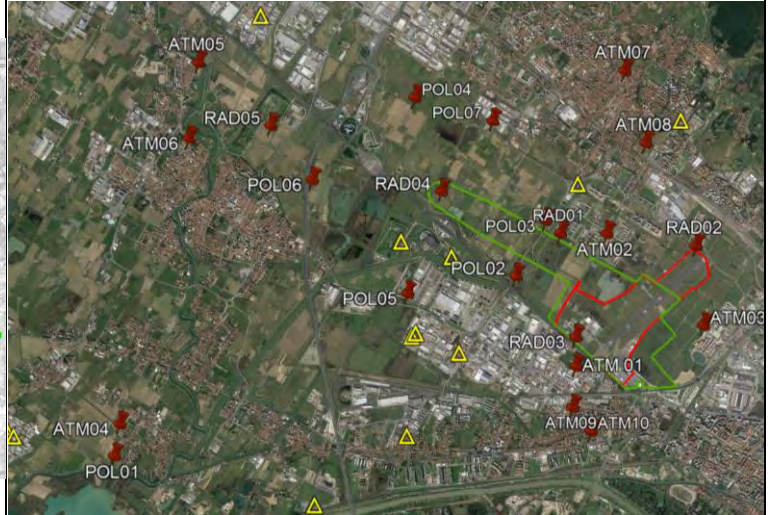 ATM05
ATM07
POL04
RAD05
POL07
ATM06
ATM08
POL06
RAD04
POL03
RAD01
RAD02
ATM02
POL02
POL05
ATM03
RAD03
ATM 01
ATM04
ATM09
ATM10
POL01